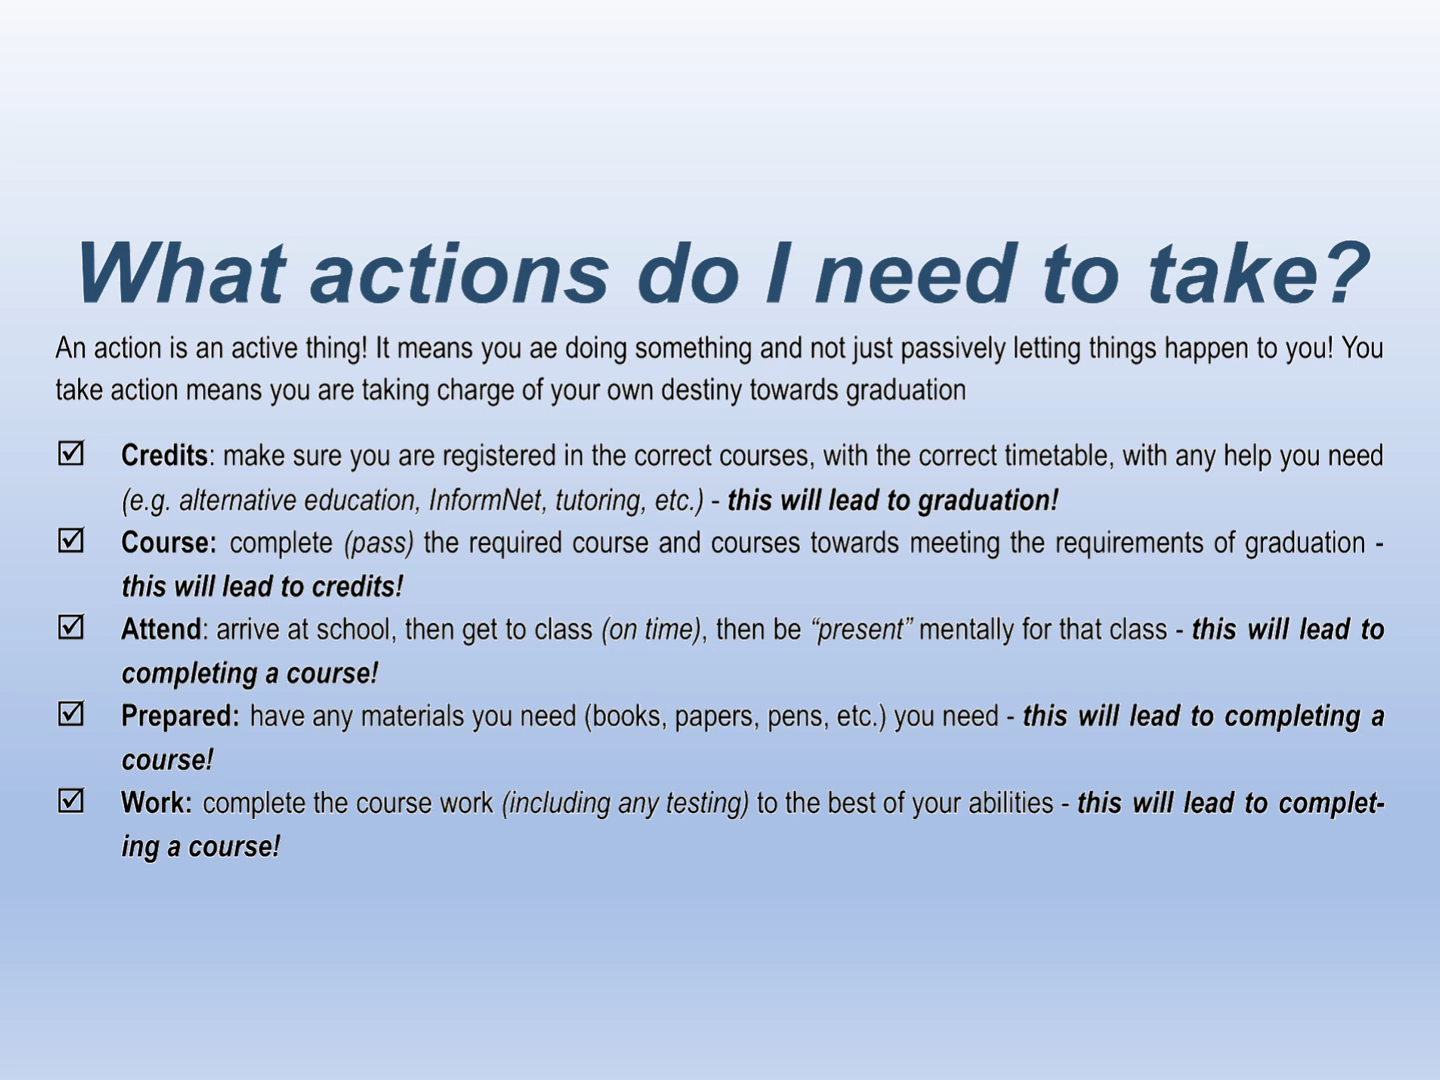 What actions do I need to take?
An action is an active thing! It means you ae doing something and not just passively letting things happen to you! You
take action means you are taking charge of your own destiny towards graduation
☑ Credits: make sure you are registered in the correct courses, with the correct timetable, with any help you need
(e.g. alternative education, InformNet, tutoring, etc.) - this will lead to graduation!
☑ Course: complete (pass) the required course and courses towards meeting the requirements of graduation -
this will lead to credits!
☑ Attend: arrive at school, then get to class (on time), then be “present” mentally for that class - this will lead to
completing a course!
☑ Prepared: have any materials you need (books, papers, pens, etc.) you need - this will lead to completing a
course!
☑ Work: complete the course work (including any testing) to the best of your abilities - this will lead to complet-
ing a course!